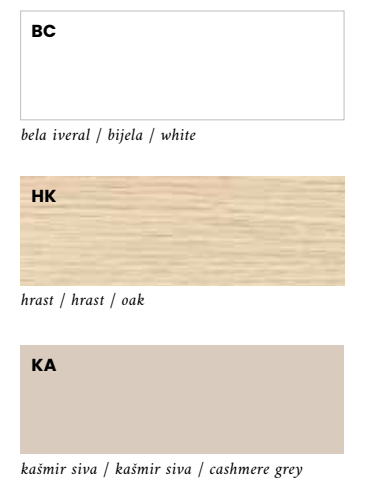 BC
bela iveral / bijela / white
HK
hrast / hrast / oak
KA
kašmir siva / kašmir siva / cashmere grey